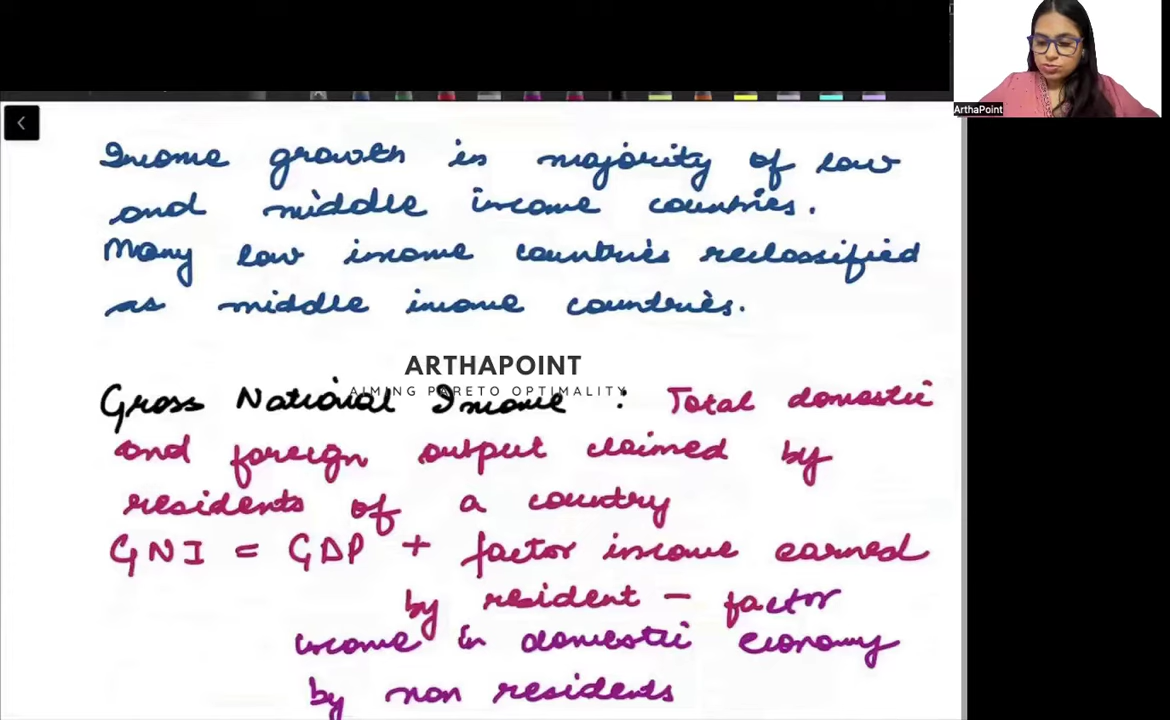 ArthaPoint
Income growth in majority of low
and middle income countries.
Many low income countries reclassified
as middle income countries.
ARTHAPOINT
AIMING PARETO OPTIMALITY
Gross National Income : Total domestic
and foreign output claimed by
residents of a country
GNI = GDP + factor income earned
by resident - factor
income in domestic economy
by non residents